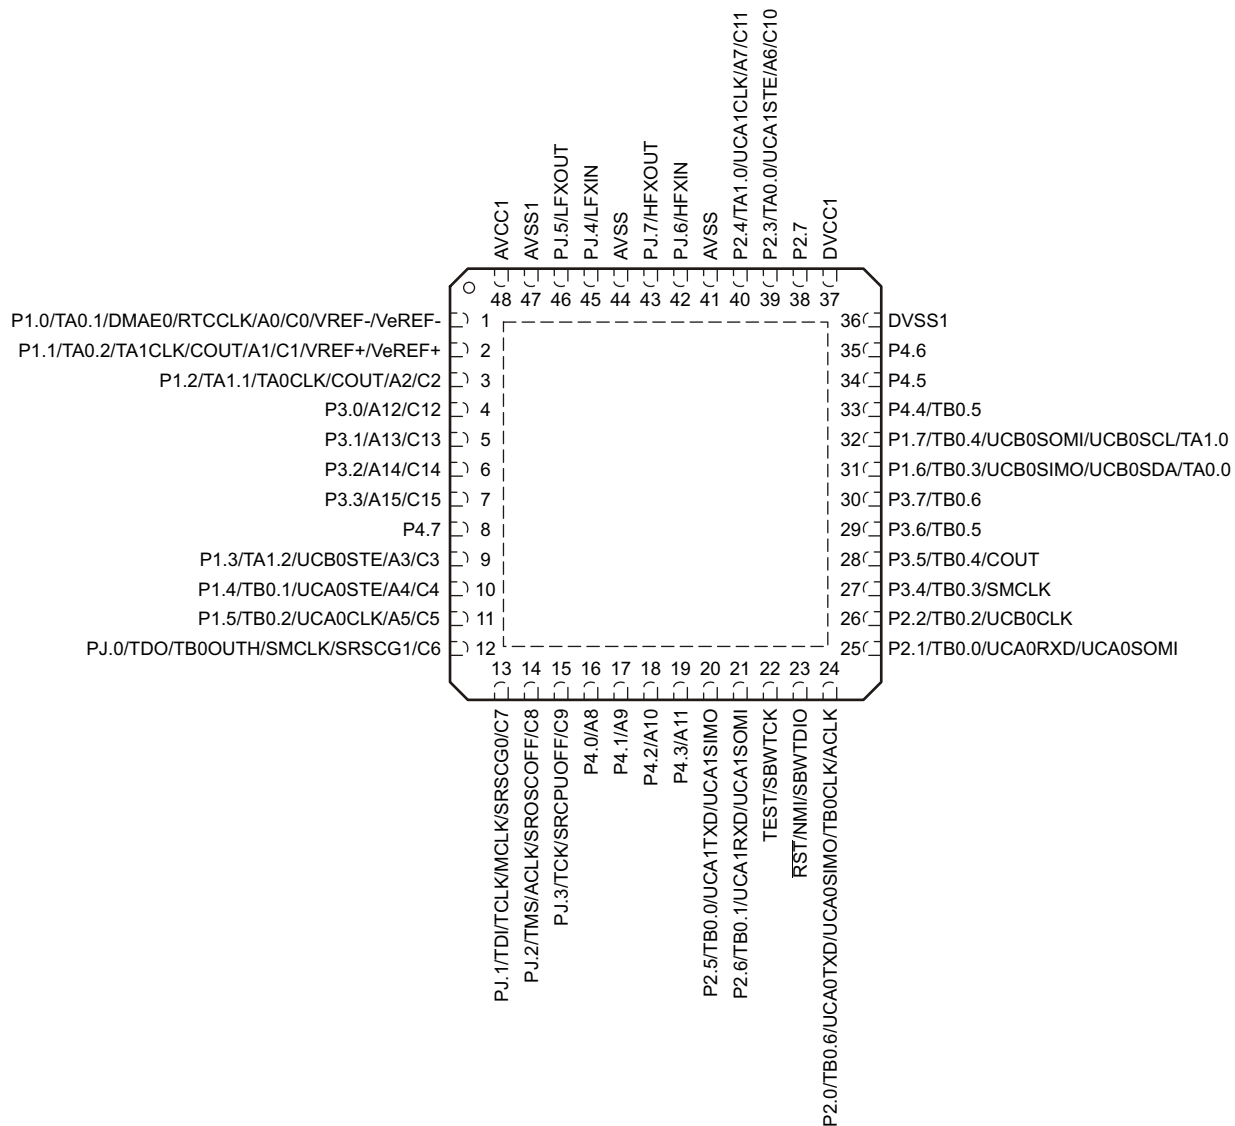 P2.4/TA1.0/UCA1CLK/A7/C11
P2.3/TA0.0/UCA1STE/A6/C10
AVCC1
AVSS1
PJ.5/LFXOUT
PJ.4/LFXIN
AVSS
PJ.7/HFXOUT
PJ.6/HFXIN
AVSS
P2.7
DVCC1
48 47 46 45 44 43 42 41 40 39 38 37
P1.0/TA0.1/DMAE0/RTCCLK/A0/C0/VREF-/VeREF- 1
36 DVSS1
P1.1/TA0.2/TA1CLK/COUT/A1/C1/VREF+/VeREF+ 2
35 P4.6
P1.2/TA1.1/TA0CLK/COUT/A2/C2 3
34 P4.5
P3.0/A12/C12 4
33 P4.4/TB0.5
P3.1/A13/C13 5
32 P1.7/TB0.4/UCB0SOMI/UCB0SCL/TA1.0
P3.2/A14/C14 6
31 P1.6/TB0.3/UCB0SIMO/UCB0SDA/TA0.0
P3.3/A15/C15 7
30 P3.7/TB0.6
P4.7 8
29 P3.6/TB0.5
P1.3/TA1.2/UCB0STE/A3/C3 9
28 P3.5/TB0.4/COUT
P1.4/TB0.1/UCA0STE/A4/C4 10
27 P3.4/TB0.3/SMCLK
P1.5/TB0.2/UCA0CLK/A5/C5 11
26 P2.2/TB0.2/UCB0CLK
PJ.0/TDO/TB0OUTH/SMCLK/SRSCG1/C6 12
25 P2.1/TB0.0/UCA0RXD/UCA0SOMI
13 14 15 16 17 18 19 20 21 22 23 24
PJ.1/TDI/TCLK/MCLK/SRSCG0/C7
PJ.2/TMS/ACLK/SROSCOFF/C8
PJ.3/TCK/SRCPUOFF/C9
P4.0/A8
P4.1/A9
P4.2/A10
P4.3/A11
P2.5/TB0.0/UCA1TXD/UCA1SIMO
P2.6/TB0.1/UCA1RXD/UCA1SOMI
TEST/SBWTCK
RST/NMI/SBWTDIO
P2.0/TB0.6/UCA0TXD/UCA0SIMO/TB0CLK/ACLK